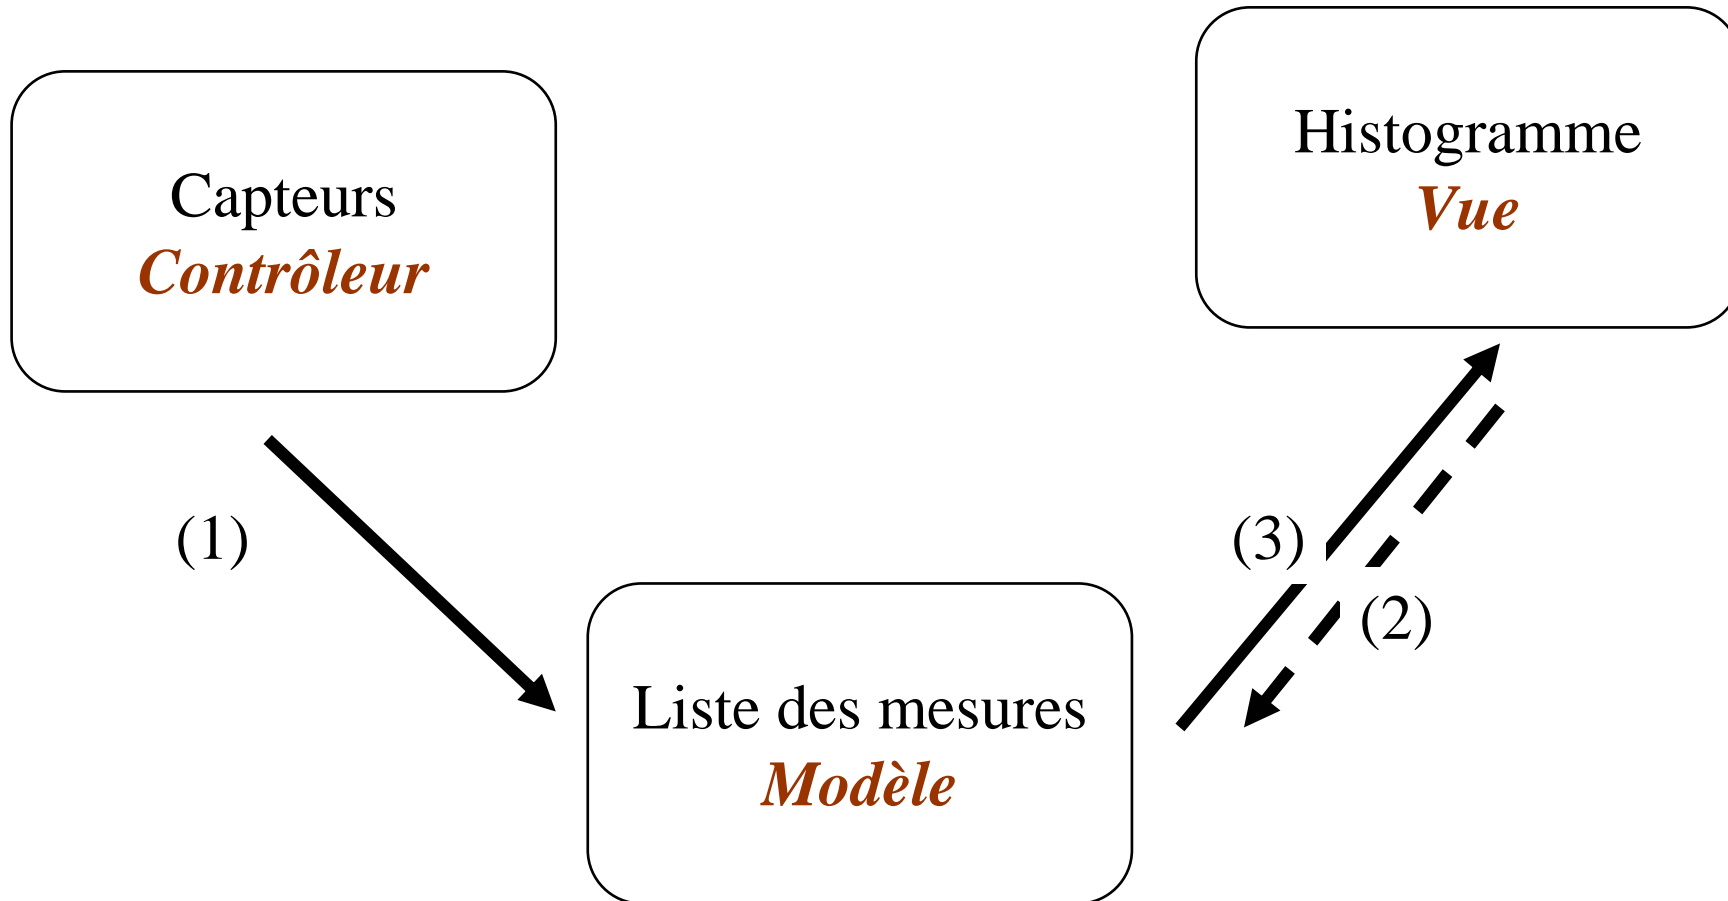 Capteurs
Contrôleur
Histogramme
Vue
(1)
(3)
(2)
Liste des mesures
Modèle